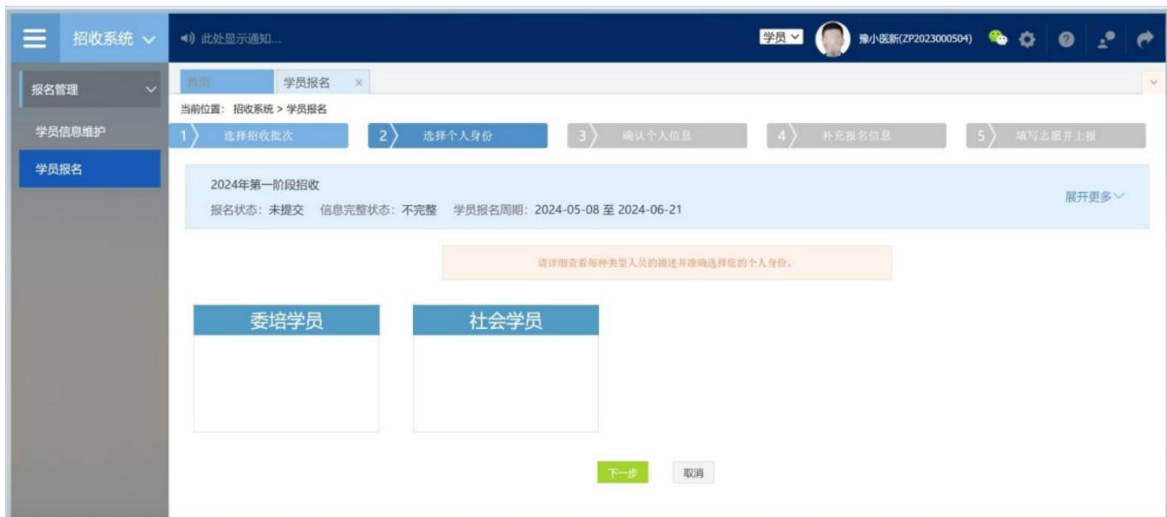 招收系统
此处显示通知...
学员
豫小医新(ZP2023000504)
报名管理
学员信息维护
学员报名
首页
学员报名 ×
当前位置: 招收系统 > 学员报名
1 选择招收批次
2 选择个人身份
3 确认个人信息
4 补充报名信息
5 填写志愿并上报
2024年第一阶段招收
报名状态: 未提交 信息完整状态: 不完整 学员报名周期: 2024-05-08 至 2024-06-21
展开更多
请详细查看每种类型人员的描述并准确选择您的个人身份。
委培学员
社会学员
下一步
取消